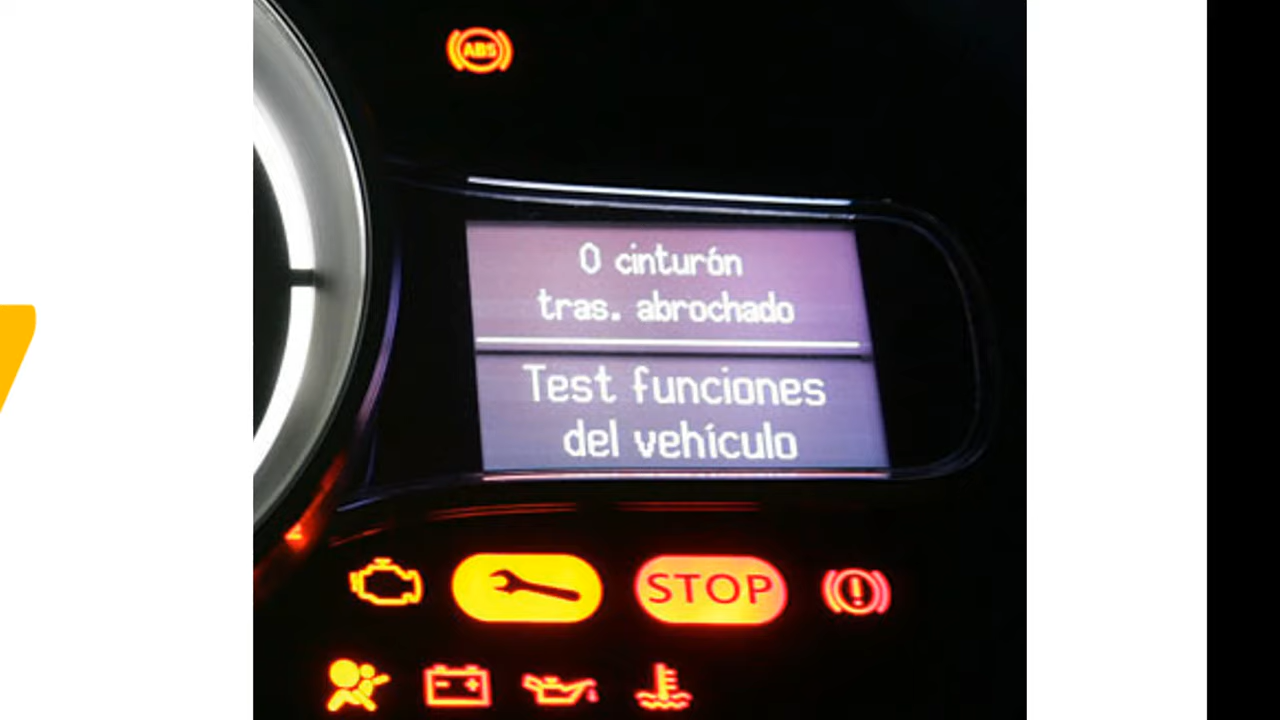 ABS
0 cinturón
tras. abrochado
Test funciones
del vehículo
STOP